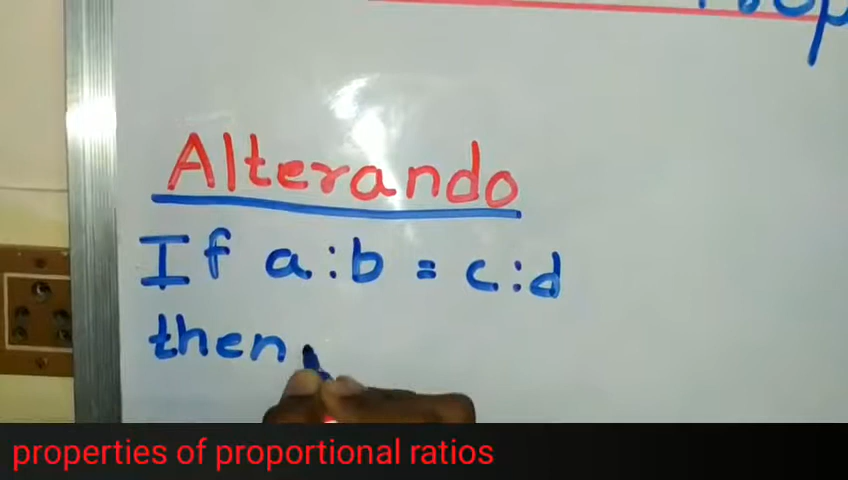 Alterando
If a:b = c:d
then
properties of proportional ratios